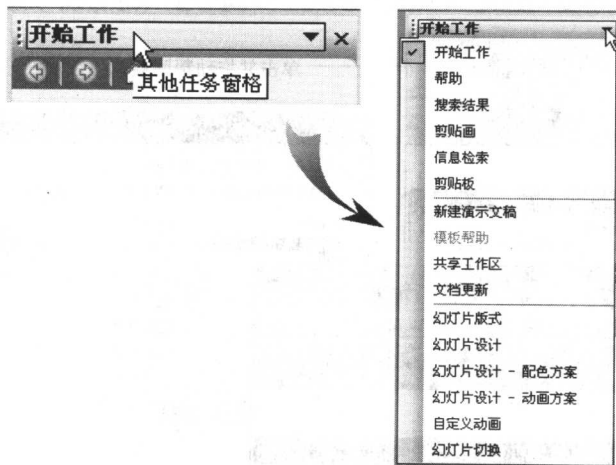 开始工作
其他任务窗格
开始工作
开始工作
帮助
搜索结果
剪贴画
信息检索
剪贴板
新建演示文稿
模板帮助
共享工作区
文档更新
幻灯片版式
幻灯片设计
幻灯片设计 - 配色方案
幻灯片设计 - 动画方案
自定义动画
幻灯片切换